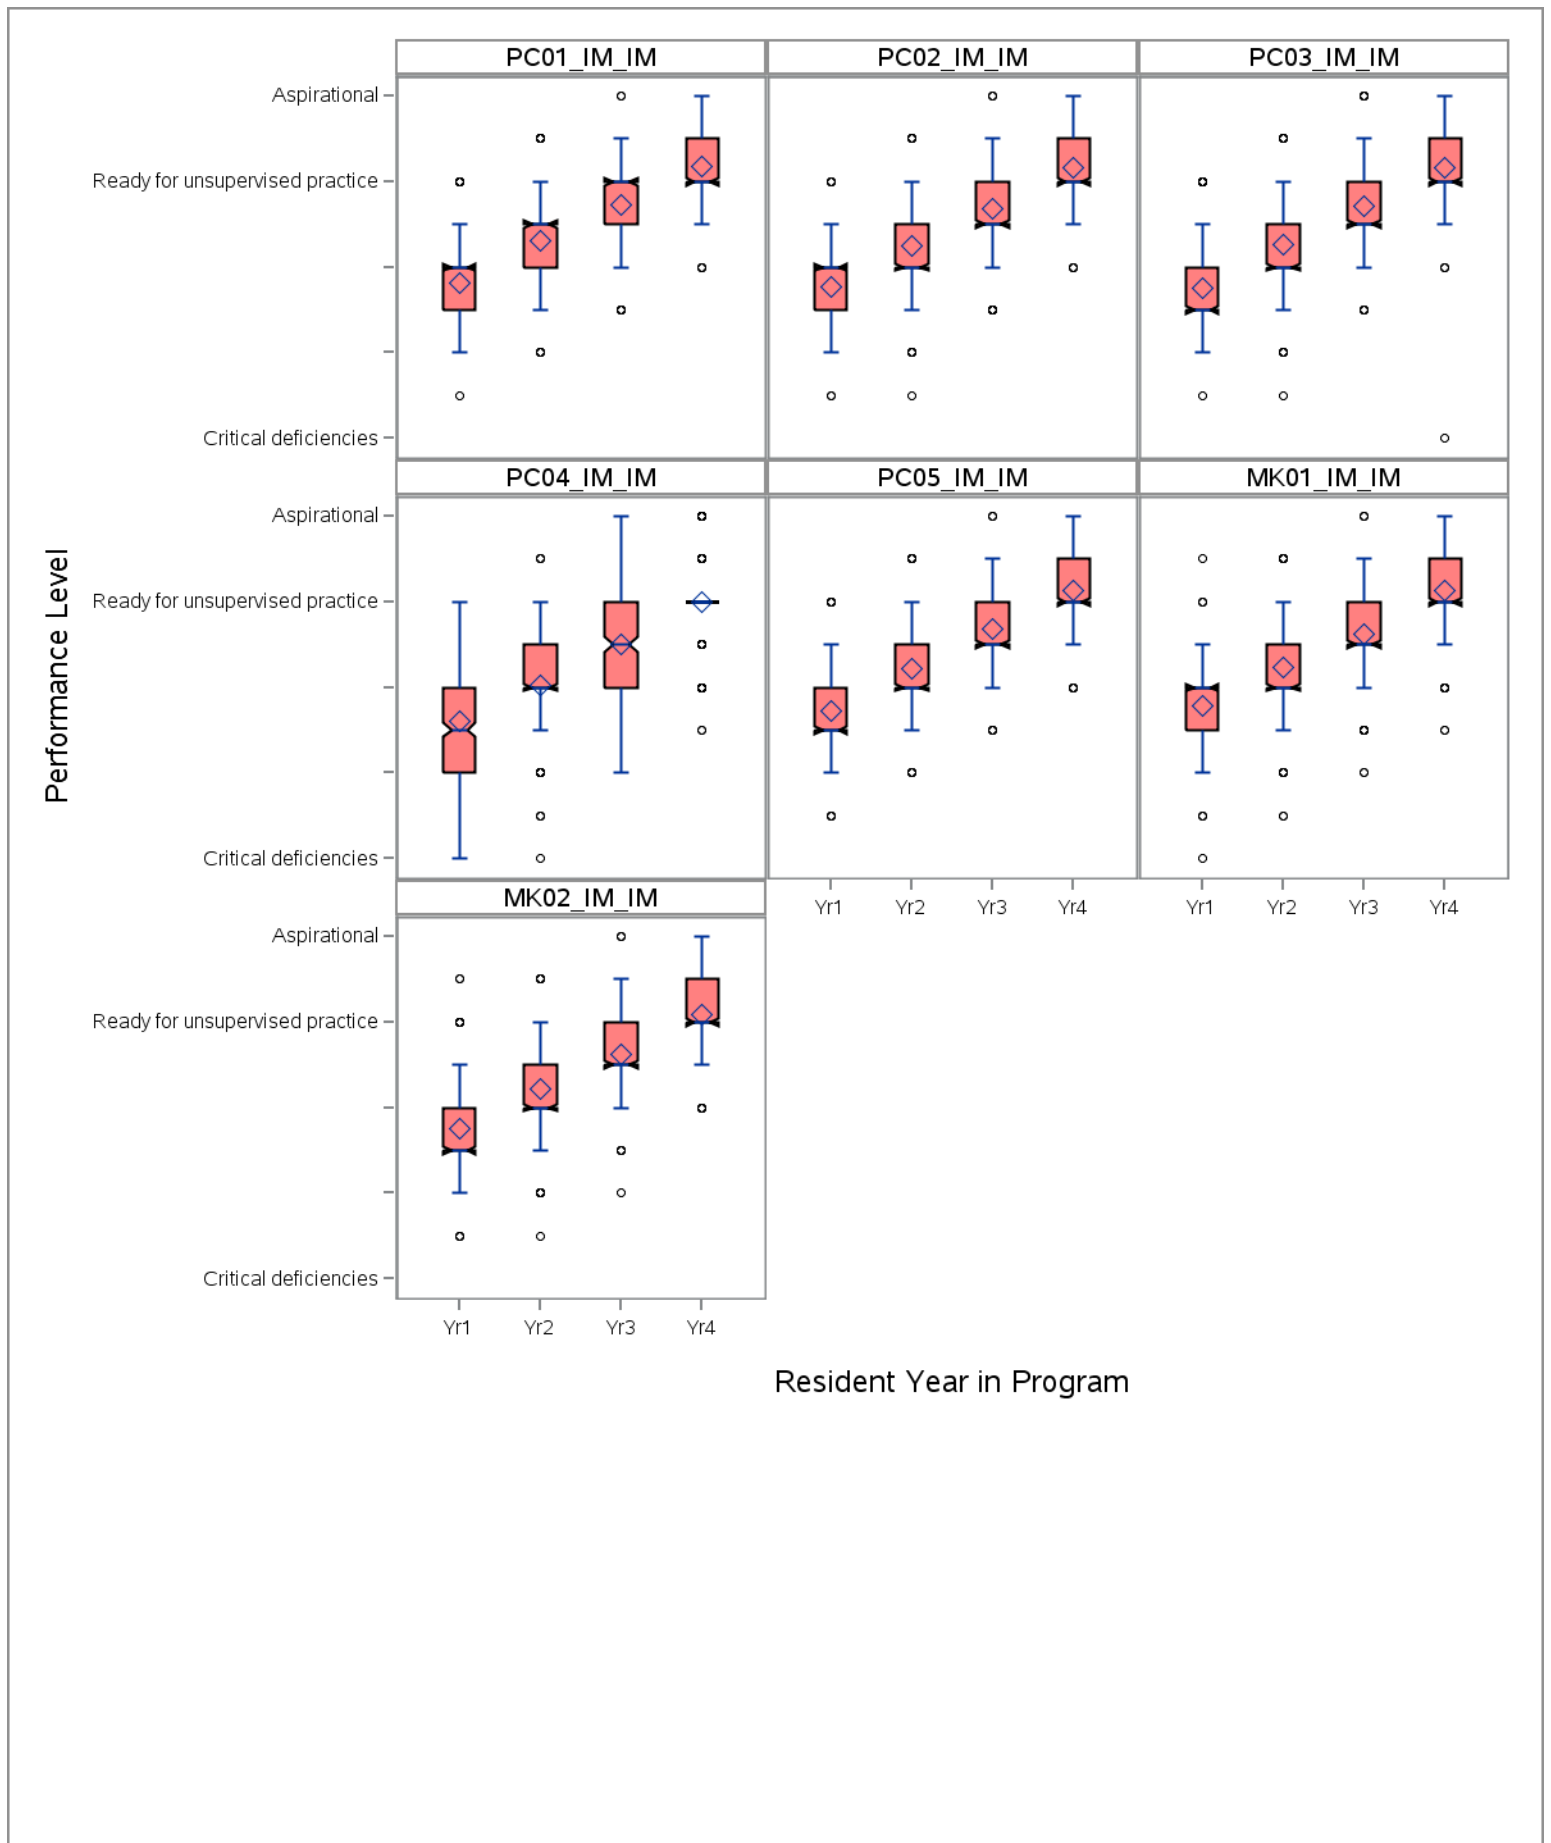 PC01_IM_IM PC02_IM_IM PC03_IM_IM
Aspirational
Ready for unsupervised practice
Critical deficiencies
PC04_IM_IM PC05_IM_IM MK01_IM_IM
Aspirational
Ready for unsupervised practice
Critical deficiencies
Performance Level
Yr1 Yr2 Yr3 Yr4 Yr1 Yr2 Yr3 Yr4
MK02_IM_IM
Aspirational
Ready for unsupervised practice
Critical deficiencies
Yr1 Yr2 Yr3 Yr4
Resident Year in Program